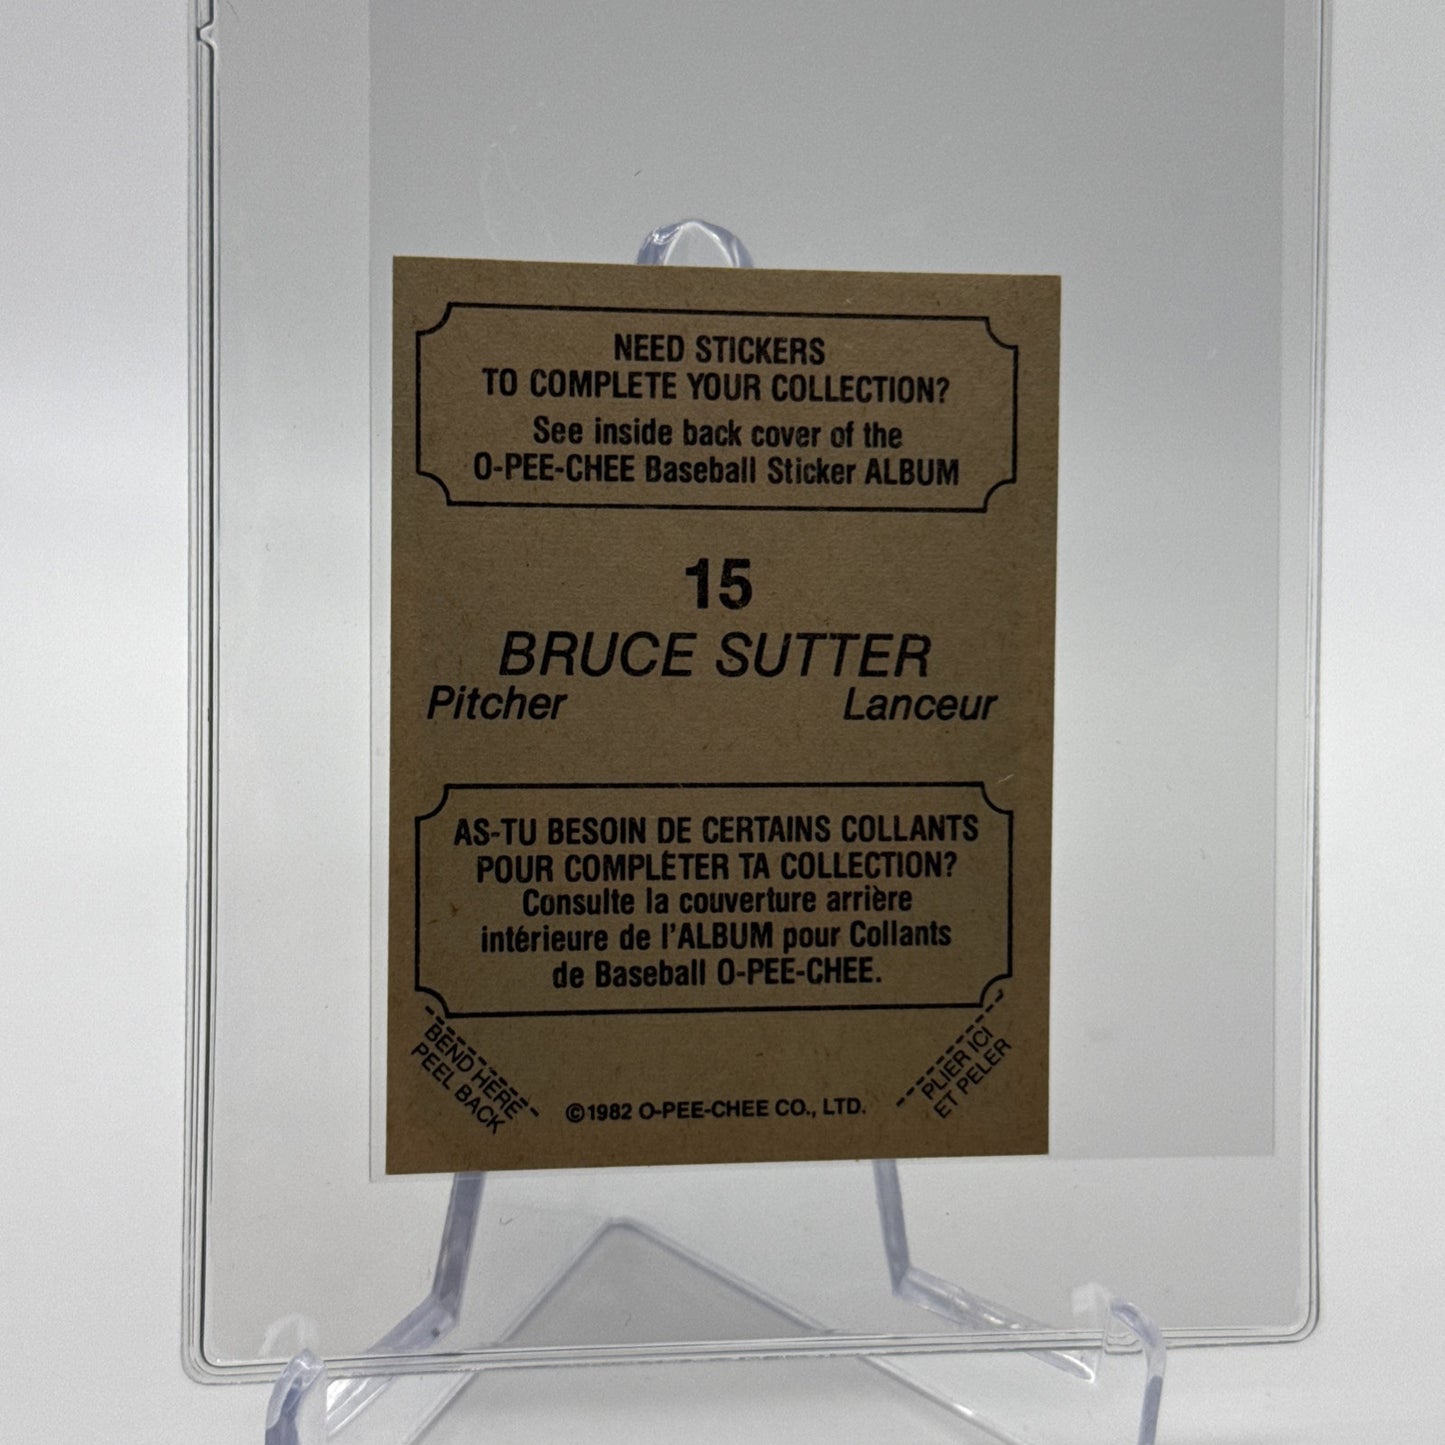 NEED STICKERS
TO COMPLETE YOUR COLLECTION?
See inside back cover of the
O-PEE-CHEE Baseball Sticker ALBUM
15
BRUCE SUTTER
Pitcher Lanceur
AS-TU BESOIN DE CERTAINS COLLANTS
POUR COMPLÉTER TA COLLECTION?
Consulte la couverture arrière
intérieure de l'ALBUM pour Collants
de Baseball O-PEE-CHEE.
BEND HERE
PEEL BACK
©1982 O-PEE-CHEE CO., LTD.
PLIER ICI
ET PELER